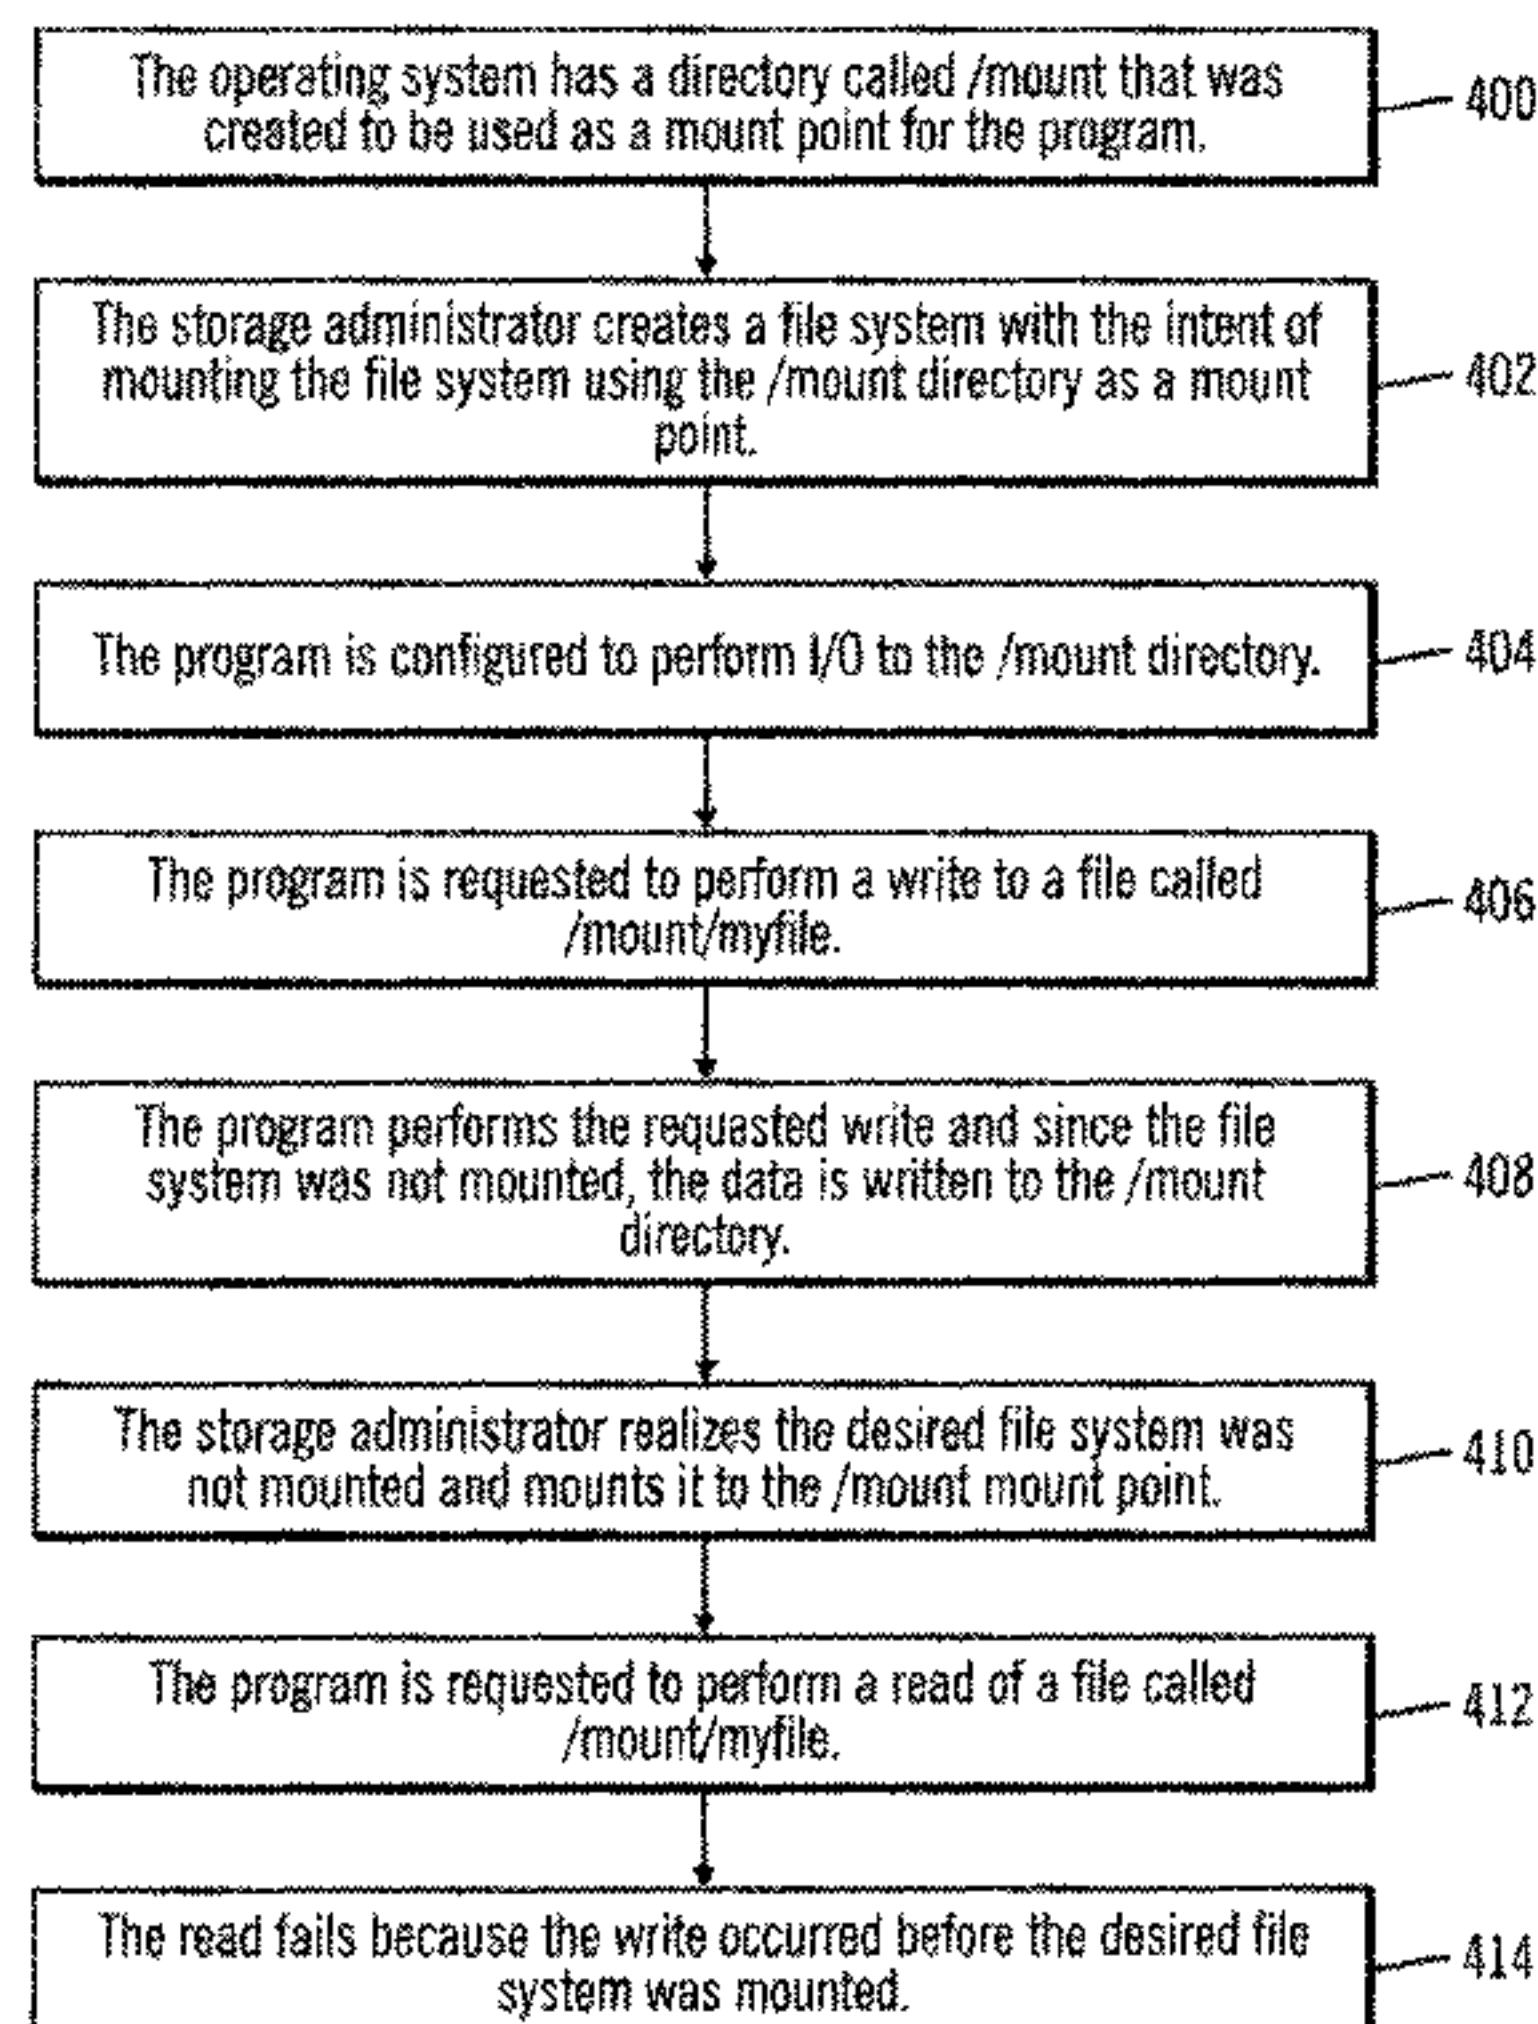 The operating system has a directory called /mount that was
created to be used as a mount point for the program.
400
The storage administrator creates a file system with the intent of
mounting the file system using the /mount directory as a mount
point.
402
The program is configured to perform I/O to the /mount directory.
404
The program is requested to perform a write to a file called
/mount/myfile.
406
The program performs the requested write and since the file
system was not mounted, the data is written to the /mount
directory.
408
The storage administrator realizes the desired file system was
not mounted and mounts it to the /mount mount point.
410
The program is requested to perform a read of a file called
/mount/myfile.
412
The read fails because the write occurred before the desired file
system was mounted.
414